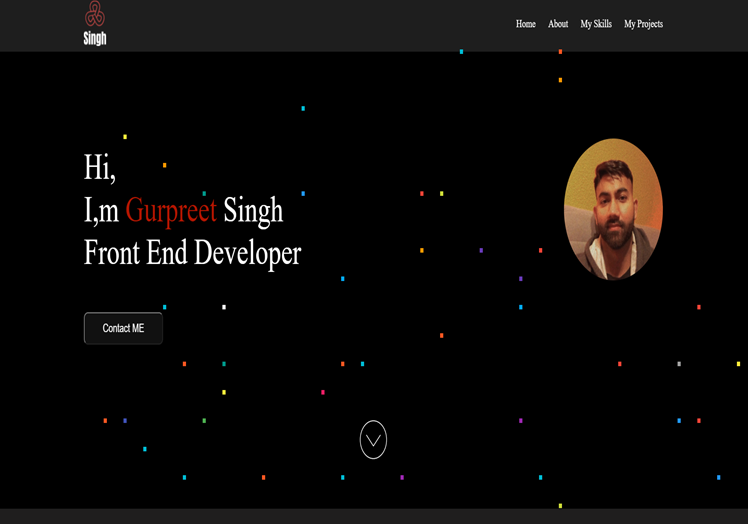 Singh
Home About My Skills My Projects
Hi,
I,m Gurpreet Singh
Front End Developer
Contact ME